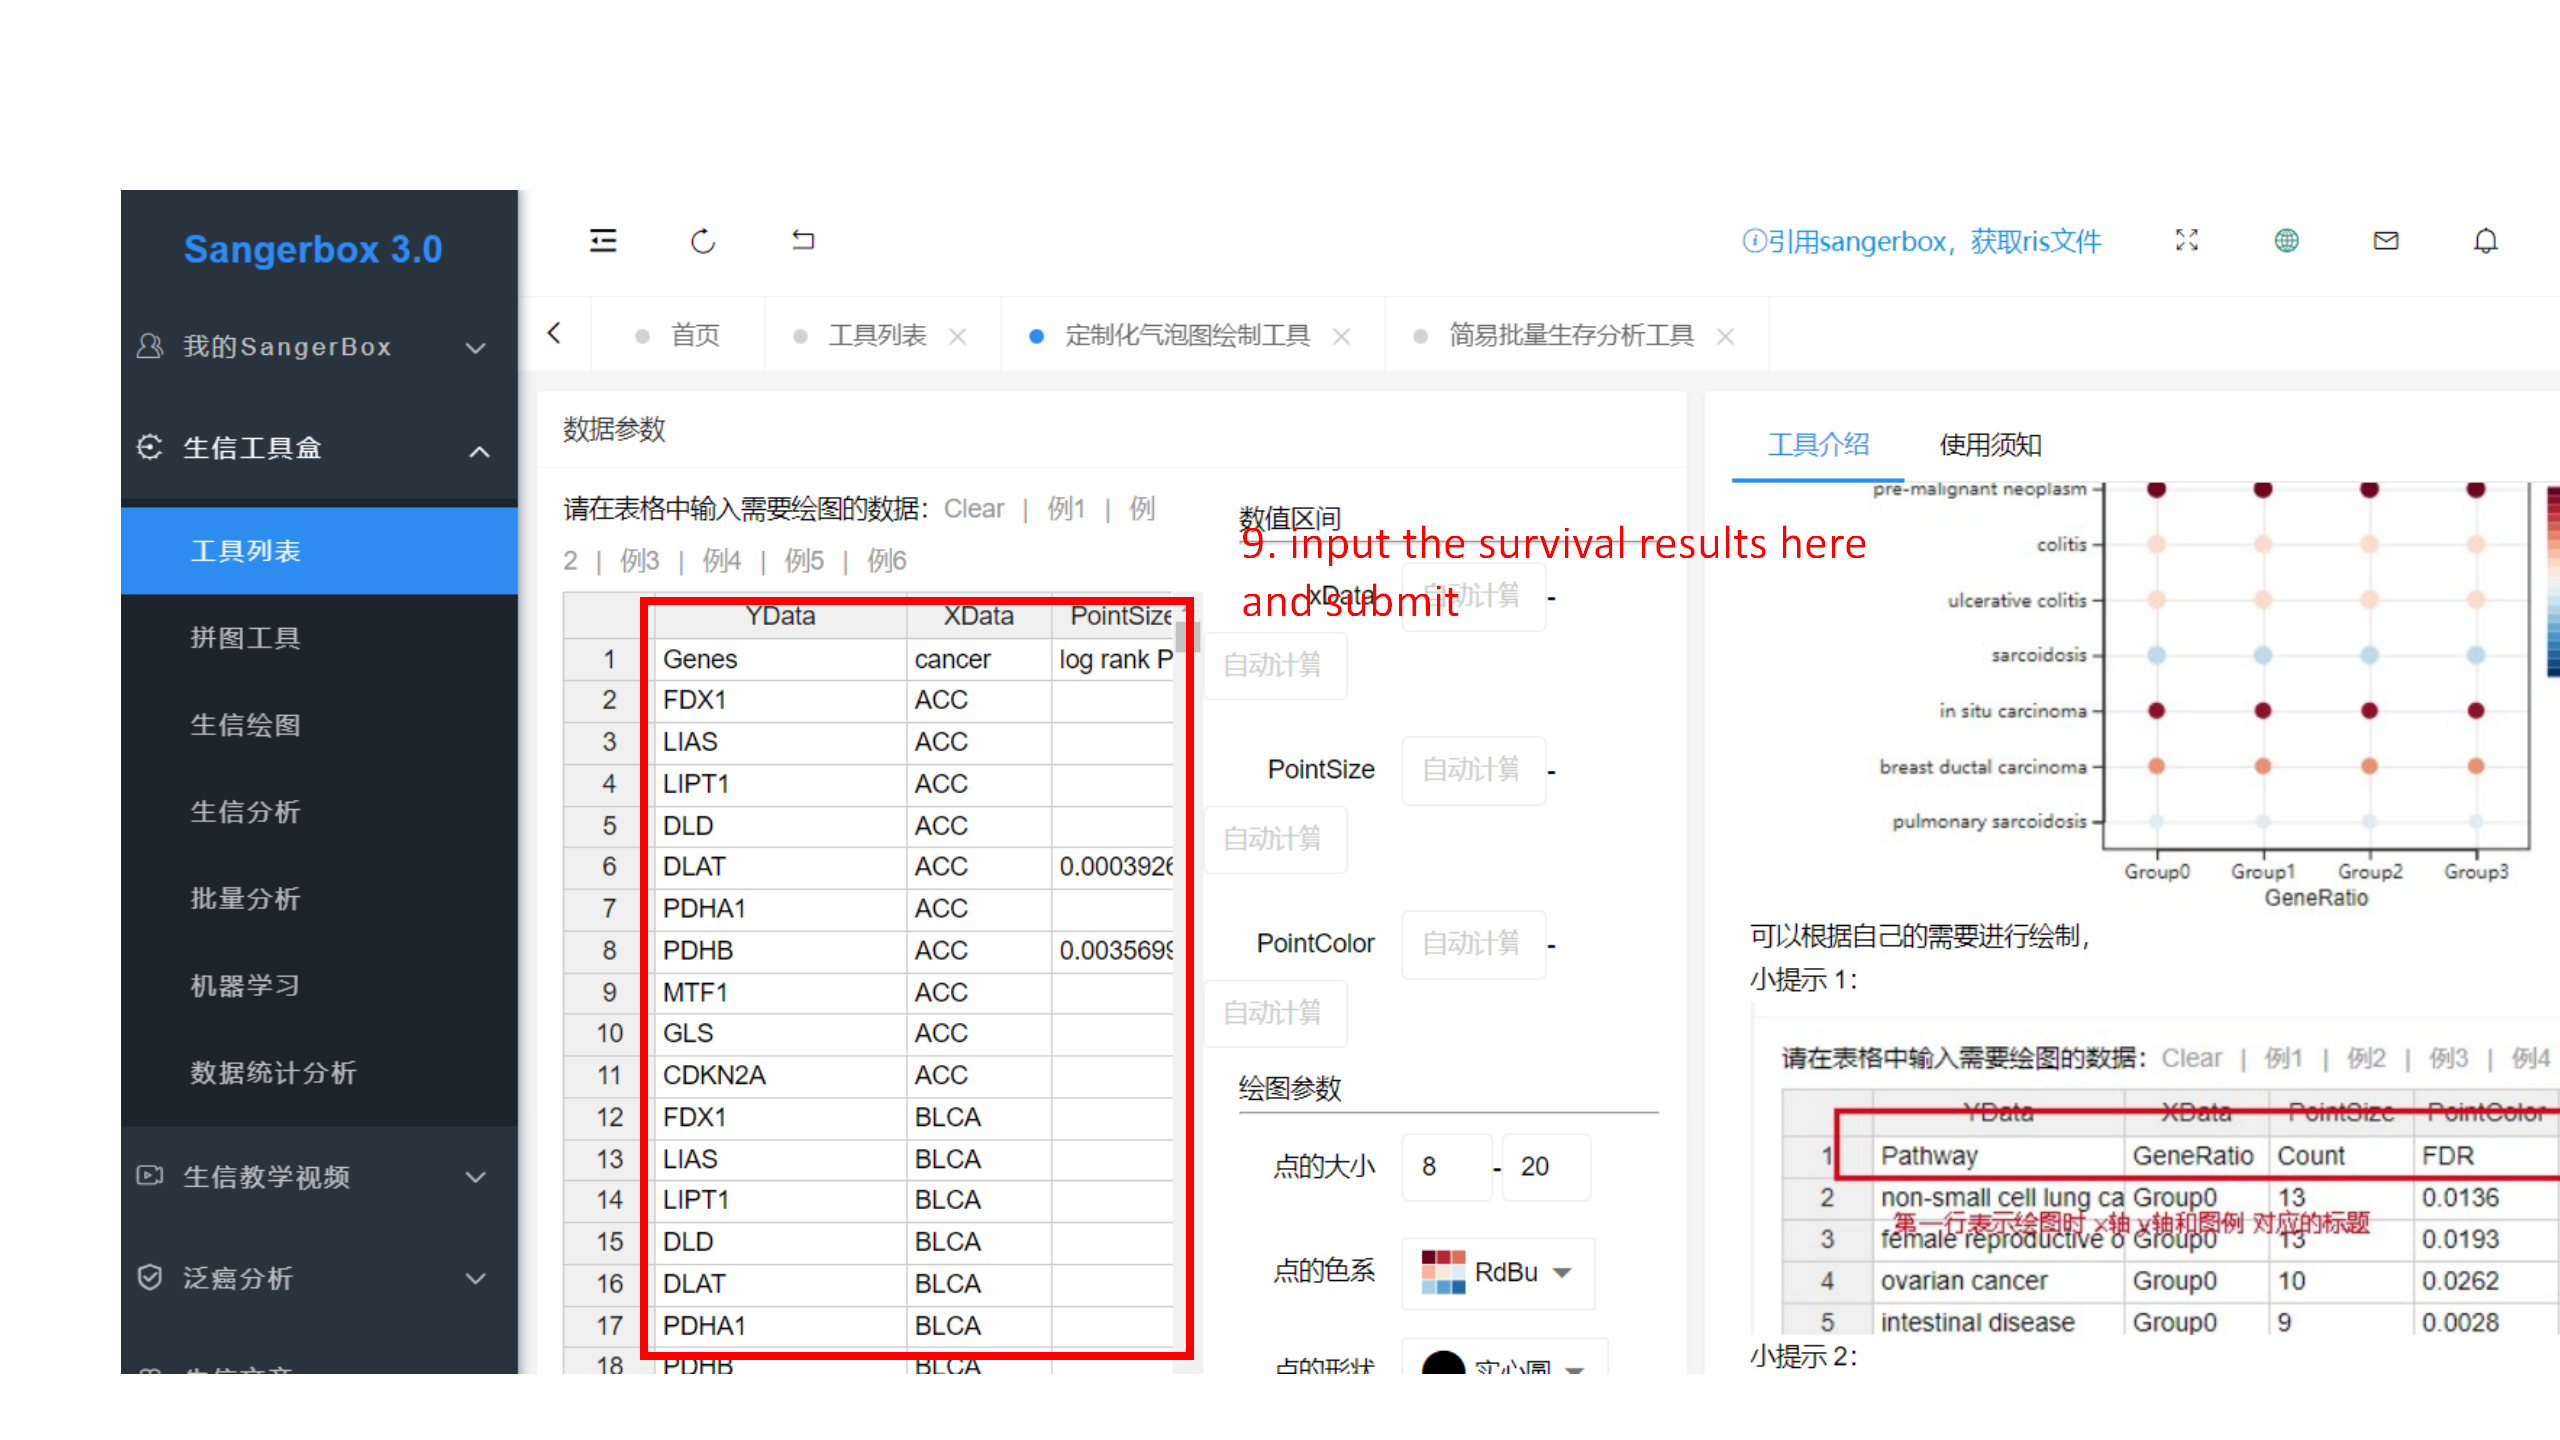 Sangerbox 3.0
引用sangerbox，获取ris文件
我的SangerBox
生信工具盒
工具列表
拼图工具
生信绘图
生信分析
批量分析
机器学习
数据统计分析
生信教学视频
泛癌分析
首页
工具列表
定制化气泡图绘制工具
简易批量生存分析工具
数据参数
请在表格中输入需要绘图的数据：Clear | 例1 | 例
2 | 例3 | 例4 | 例5 | 例6
YData XData PointSize
1 Genes cancer log rank P
2 FDX1 ACC
3 LIAS ACC
4 LIPT1 ACC
5 DLD ACC
6 DLAT ACC 0.0003926
7 PDHA1 ACC
8 PDHB ACC 0.0035699
9 MTF1 ACC
10 GLS ACC
11 CDKN2A ACC
12 FDX1 BLCA
13 LIAS BLCA
14 LIPT1 BLCA
15 DLD BLCA
16 DLAT BLCA
17 PDHA1 BLCA
18 PDHB BLCA
数值区间
9. input the survival results here
and submit
xData 自动计算 -
自动计算
PointSize 自动计算 -
自动计算
PointColor 自动计算 -
自动计算
绘图参数
点的大小 8 - 20
点的色系 RdBu
点的形状 实心圆
工具介绍 使用须知
pre-malignant neoplasm
colitis
ulcerative colitis
sarcoidosis
in situ carcinoma
breast ductal carcinoma
pulmonary sarcoidosis
Group0 Group1 Group2 Group3
GeneRatio
可以根据自己的需要进行绘制，
小提示 1：
请在表格中输入需要绘图的数据：Clear | 例1 | 例2 | 例3 | 例4
YData XData PointSize PointColor
1 Pathway GeneRatio Count FDR
2 non-small cell lung ca Group0 13 0.0136
第一行表示绘图时 x轴 y轴和图例 对应的标题
3 female reproductive o Group0 13 0.0193
4 ovarian cancer Group0 10 0.0262
5 intestinal disease Group0 9 0.0028
小提示 2：